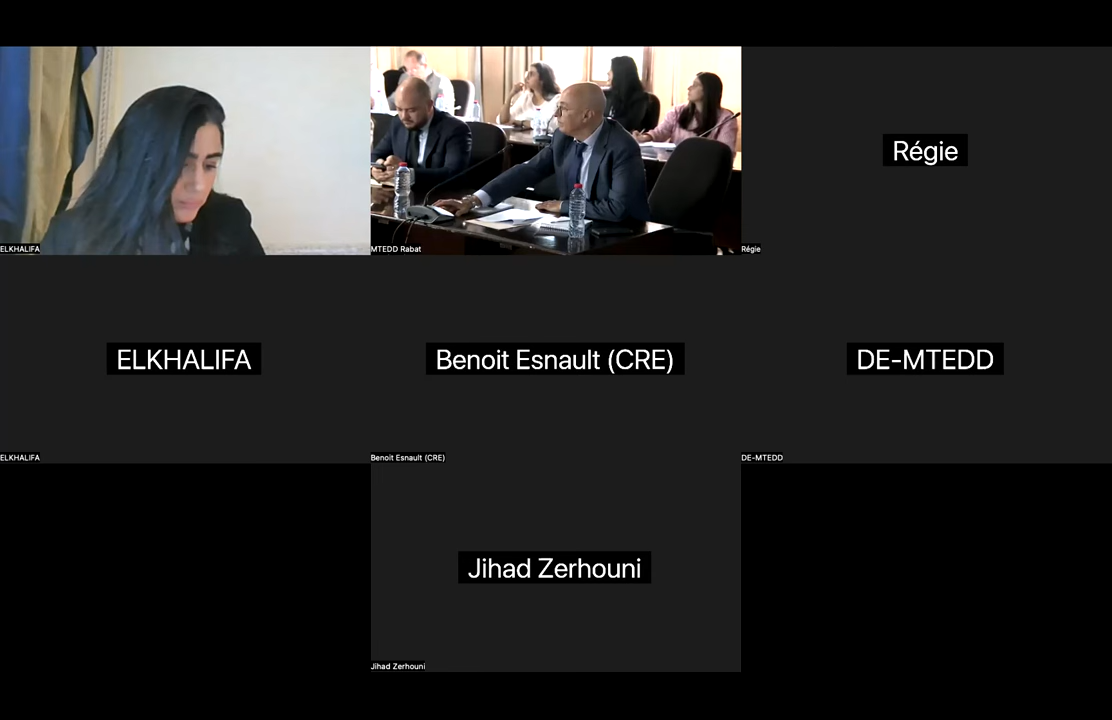 Régie
ELKHALIFA
MTEDD Rabat
Régie
ELKHALIFA
Benoit Esnault (CRE)
DE-MTEDD
ELKHALIFA
Benoit Esnault (CRE)
DE-MTEDD
Jihad Zerhouni
Jihad Zerhouni